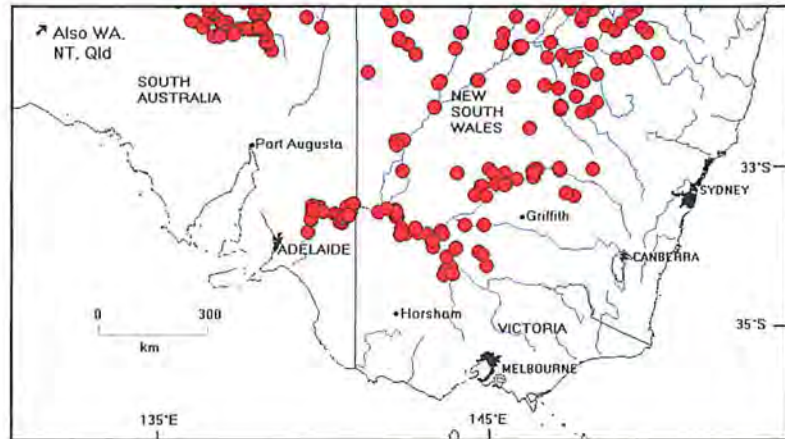 Also WA.
NT, Qld
SOUTH
AUSTRALIA
NEW
SOUTH
WALES
Port Augusta
33°S
SYDNEY
Griffith
ADELAIDE
CANBERRA
0 300
km
Horsham
VICTORIA
35°S
MELBOURNE
135°E 145°E